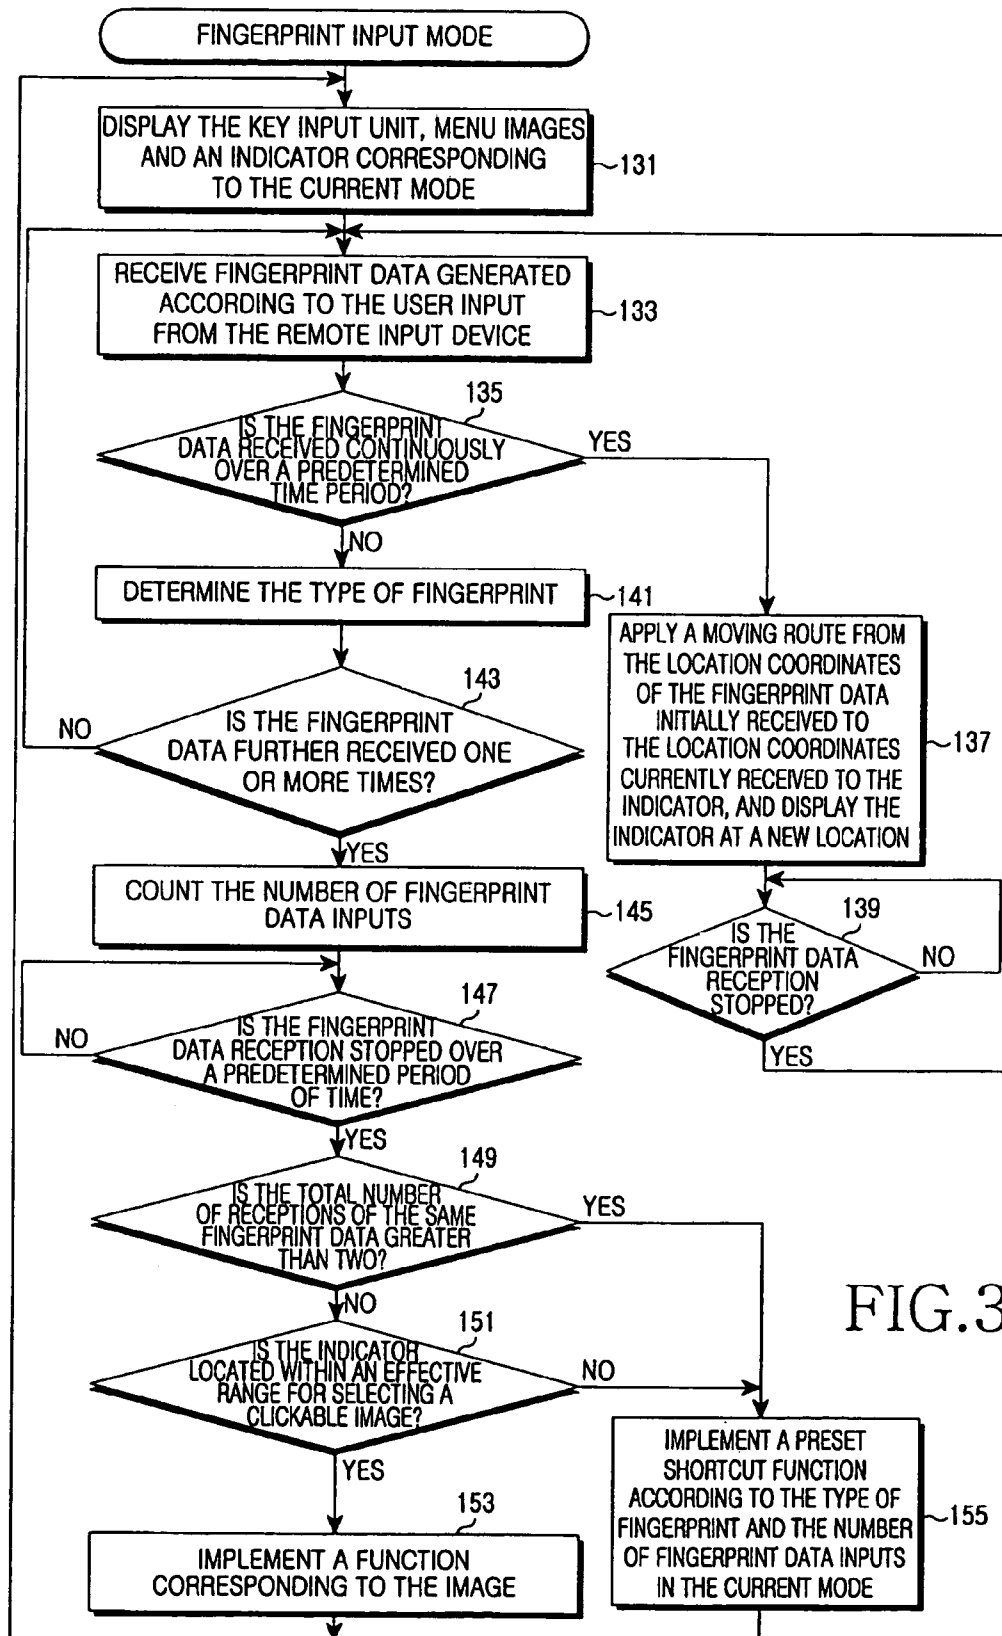 FINGERPRINT INPUT MODE
DISPLAY THE KEY INPUT UNIT, MENU IMAGES
AND AN INDICATOR CORRESPONDING
TO THE CURRENT MODE
131
RECEIVE FINGERPRINT DATA GENERATED
ACCORDING TO THE USER INPUT
FROM THE REMOTE INPUT DEVICE
133
135
IS THE FINGERPRINT
DATA RECEIVED CONTINUOUSLY
OVER A PREDETERMINED
TIME PERIOD?
YES
NO
DETERMINE THE TYPE OF FINGERPRINT
141
APPLY A MOVING ROUTE FROM
THE LOCATION COORDINATES
OF THE FINGERPRINT DATA
INITIALLY RECEIVED TO
THE LOCATION COORDINATES
CURRENTLY RECEIVED TO THE
INDICATOR, AND DISPLAY THE
INDICATOR AT A NEW LOCATION
137
143
IS THE FINGERPRINT
DATA FURTHER RECEIVED ONE
OR MORE TIMES?
NO
YES
COUNT THE NUMBER OF FINGERPRINT
DATA INPUTS
145
139
IS THE
FINGERPRINT DATA
RECEPTION
STOPPED?
NO
YES
147
IS THE FINGERPRINT
DATA RECEPTION STOPPED OVER
A PREDETERMINED PERIOD
OF TIME?
NO
YES
149
IS THE TOTAL NUMBER
OF RECEPTIONS OF THE SAME
FINGERPRINT DATA GREATER
THAN TWO?
YES
NO
FIG.3
151
IS THE INDICATOR
LOCATED WITHIN AN EFFECTIVE
RANGE FOR SELECTING A
CLICKABLE IMAGE?
NO
YES
153
IMPLEMENT A FUNCTION
CORRESPONDING TO THE IMAGE
IMPLEMENT A PRESET
SHORTCUT FUNCTION
ACCORDING TO THE TYPE OF
FINGERPRINT AND THE NUMBER
OF FINGERPRINT DATA INPUTS
IN THE CURRENT MODE
155